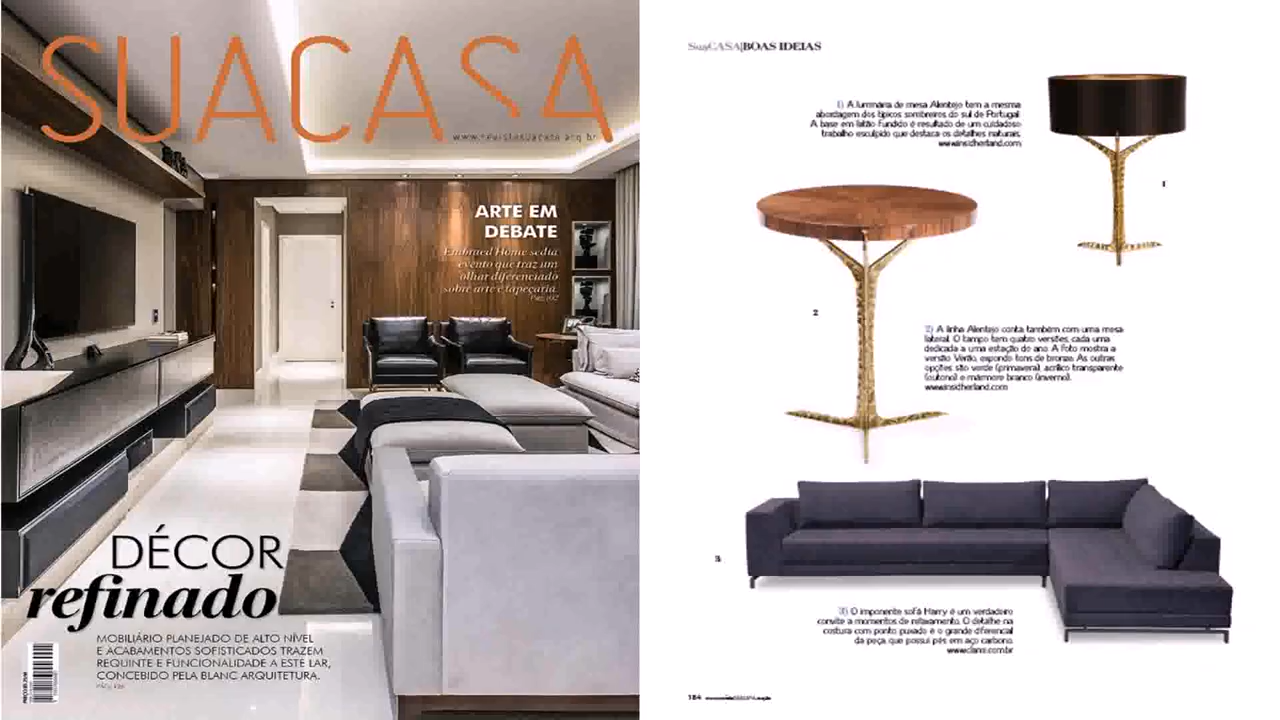 SUACASA
www.revistasuacasa.arq.br
ARTE EM
DEBATE
Embraed Home sedia
evento que traz um
olhar diferenciado
sobre arte e tapeçaria.
DÉCOR
refinado
MOBILIÁRIO PLANEJADO DE ALTO NÍVEL
E ACABAMENTOS SOFISTICADOS TRAZEM
REQUINTE E FUNCIONALIDADE A ESTE LAR,
CONCEBIDO PELA BLANC ARQUITETURA.
SuaCASA|BOAS IDEIAS
1) A luminária de mesa Alentejo tem a mesma
abordagem dos típicos sombreiros do sul de Portugal.
A base em latão fundido é resultado de um cuidadoso
trabalho esculpido que destaca os detalhes naturais.
www.insidherland.com
1
2
2) A linha Alentejo conta também com uma mesa
lateral. O tampo tem quatro versões, cada uma
dedicada a uma estação do ano. A foto mostra a
versão Verão, expondo tons de bronze. As outras
opções são verde (primavera), acrílico transparente
(outono) e mármore branco (inverno).
www.insidherland.com
3
3) O imponente sofá Harry é um verdadeiro
convite a momentos de relaxamento. O detalhe na
costura com ponto puxado é o grande diferencial
da peça, que possui pés em aço carbono.
www.clami.com.br
184